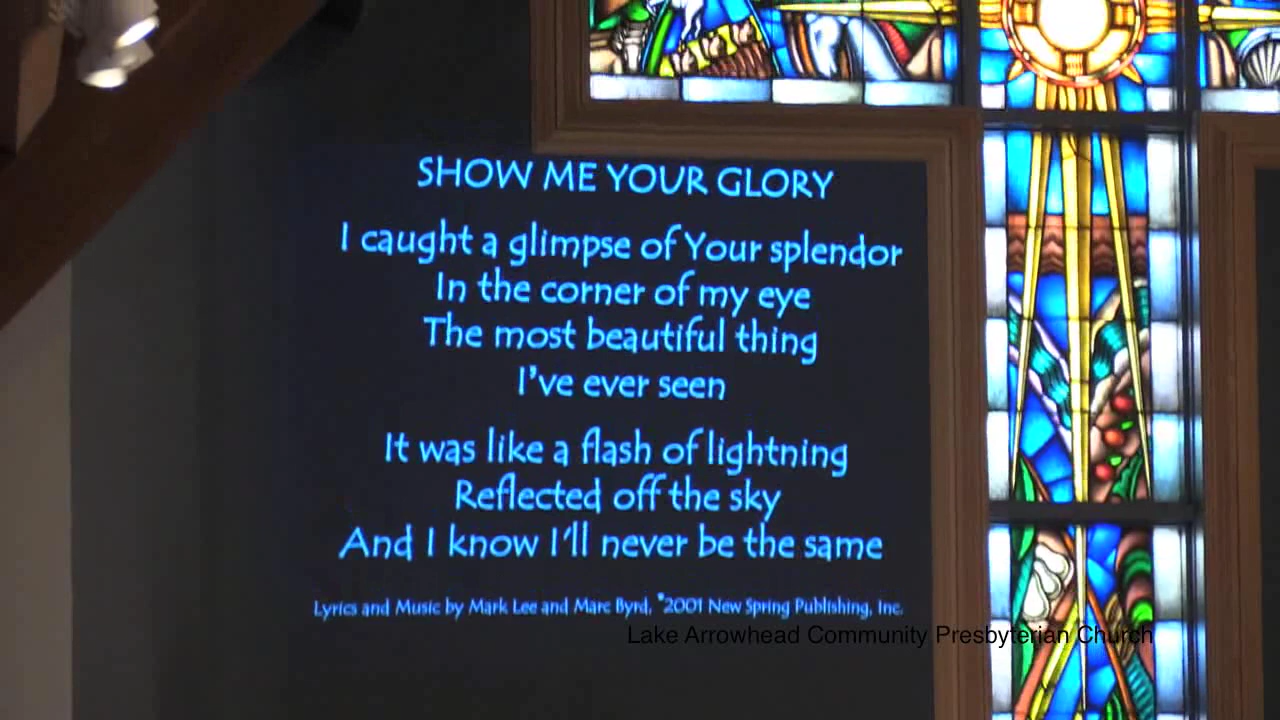 SHOW ME YOUR GLORY
I caught a glimpse of Your splendor
In the corner of my eye
The most beautiful thing
I've ever seen
It was like a flash of lightning
Reflected off the sky
And I know I'll never be the same
Lyrics and Music by Mark Lee and Marc Byrd, ©2001 New Spring Publishing, Inc.
Lake Arrowhead Community Presbyterian Church